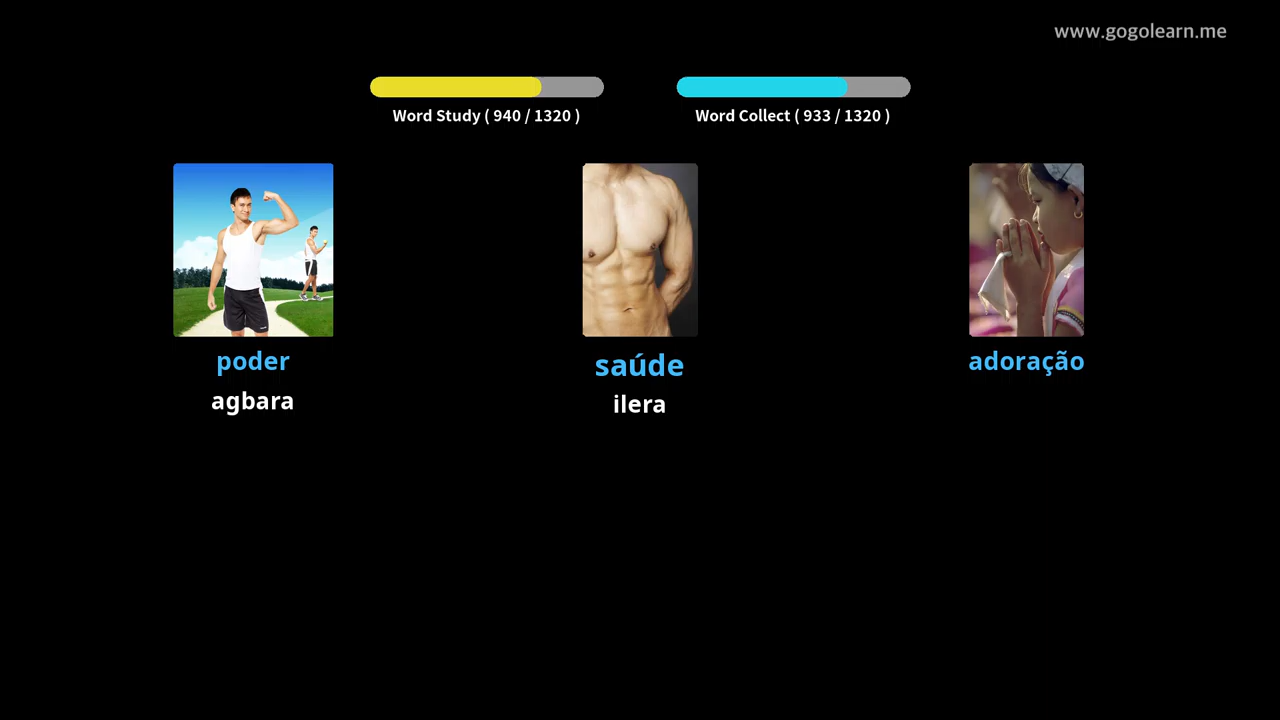 www.gogolearn.me
Word Study ( 940 / 1320 )
Word Collect ( 933 / 1320 )
poder
agbara
saúde
ilera
adoração